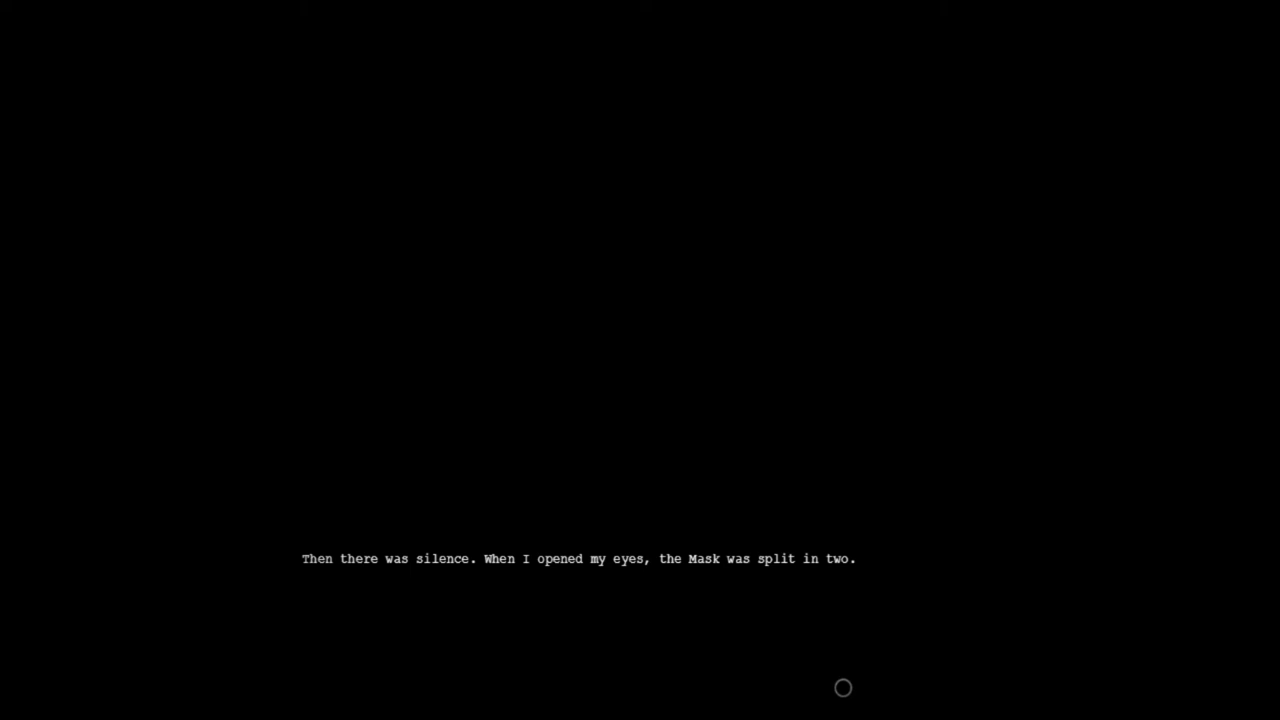 Then there was silence. When I opened my eyes, the Mask was split in two.